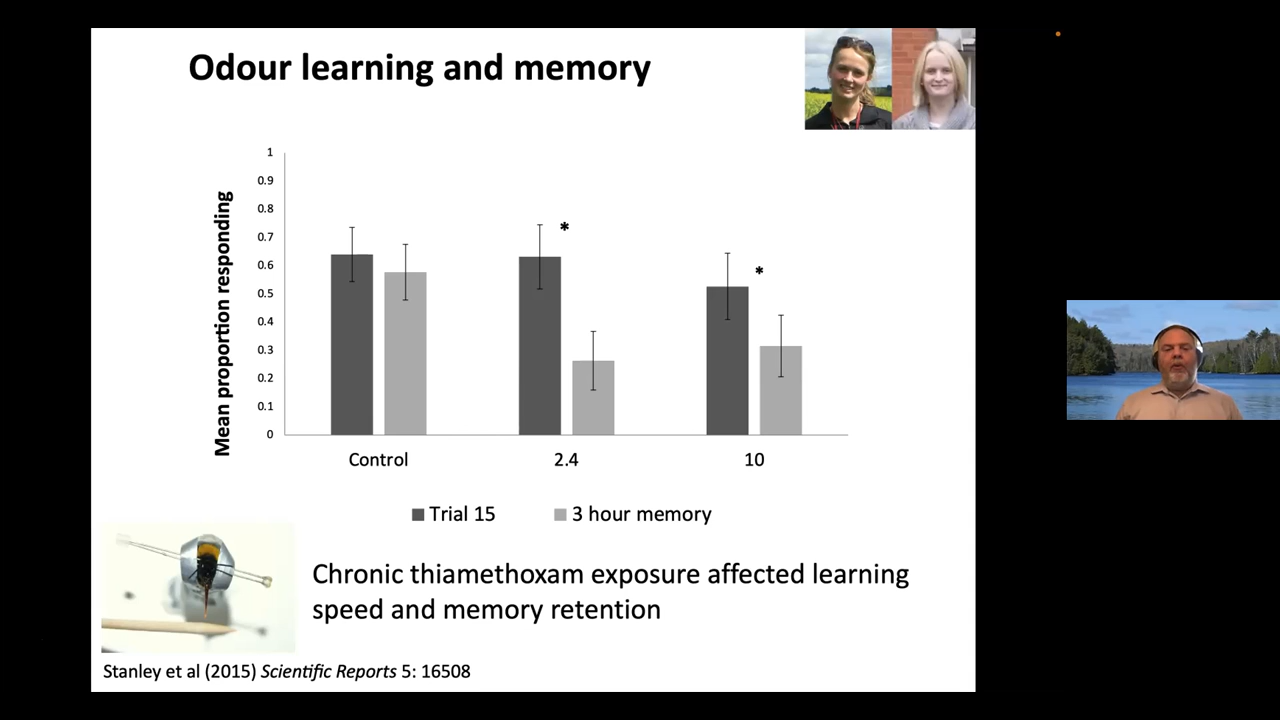 Odour learning and memory
1
0.9
0.8
0.7
0.6
0.5
0.4
0.3
0.2
0.1
0
Mean proportion responding
*
*
Control
2.4
10
Trial 15
3 hour memory
Chronic thiamethoxam exposure affected learning
speed and memory retention
Stanley et al (2015) Scientific Reports 5: 16508